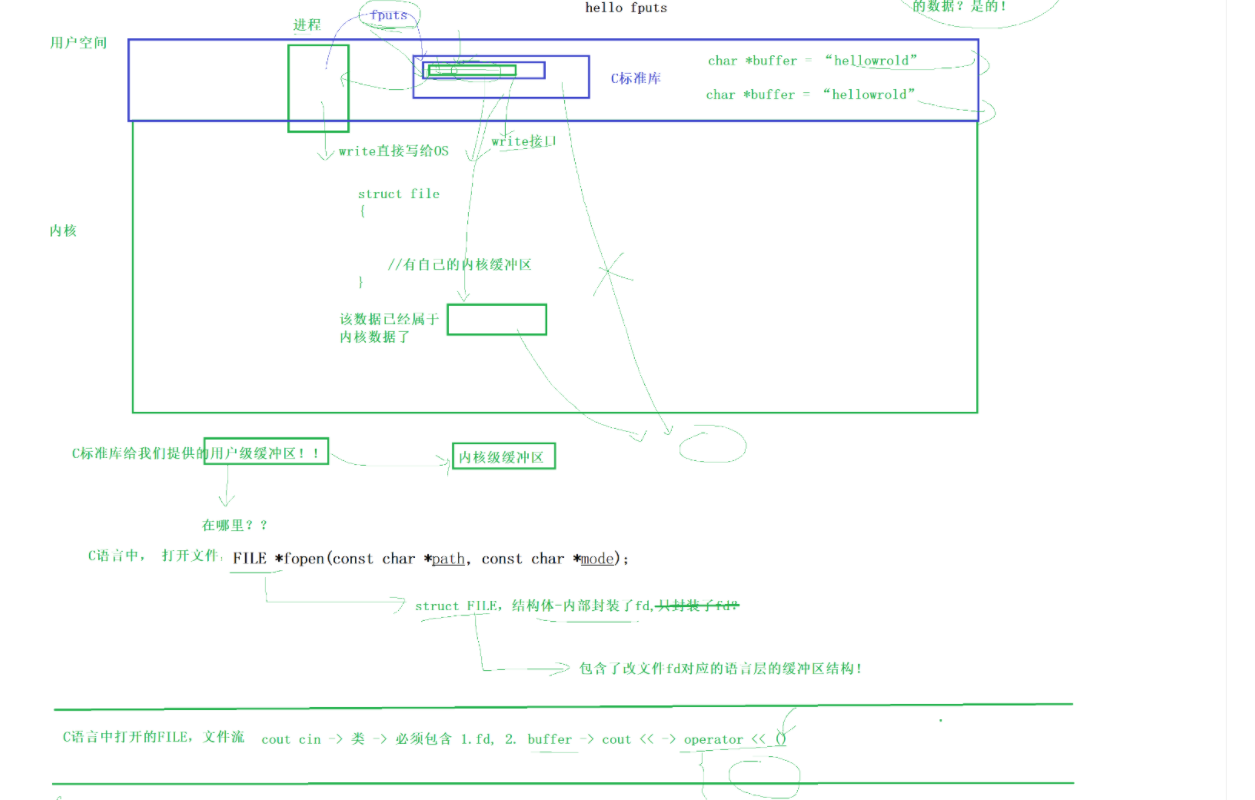 hello fputs
的数据？是的！
fputs
进程
用户空间
C标准库
char *buffer = “hellowrold”
char *buffer = “hellowrold”
write直接写给OS
write接口
struct file
{
内核
//有自己的内核缓冲区
}
该数据已经属于
内核数据了
C标准库给我们提供的用户级缓冲区！！
内核级缓冲区
在哪里？？
C语言中， 打开文件：
FILE *fopen(const char *path, const char *mode);
struct FILE，结构体-内部封装了fd,只封装了fd？
包含了改文件fd对应的语言层的缓冲区结构！
C语言中打开的FILE，文件流 cout cin -> 类 -> 必须包含 1.fd, 2. buffer -> cout << -> operator << ()